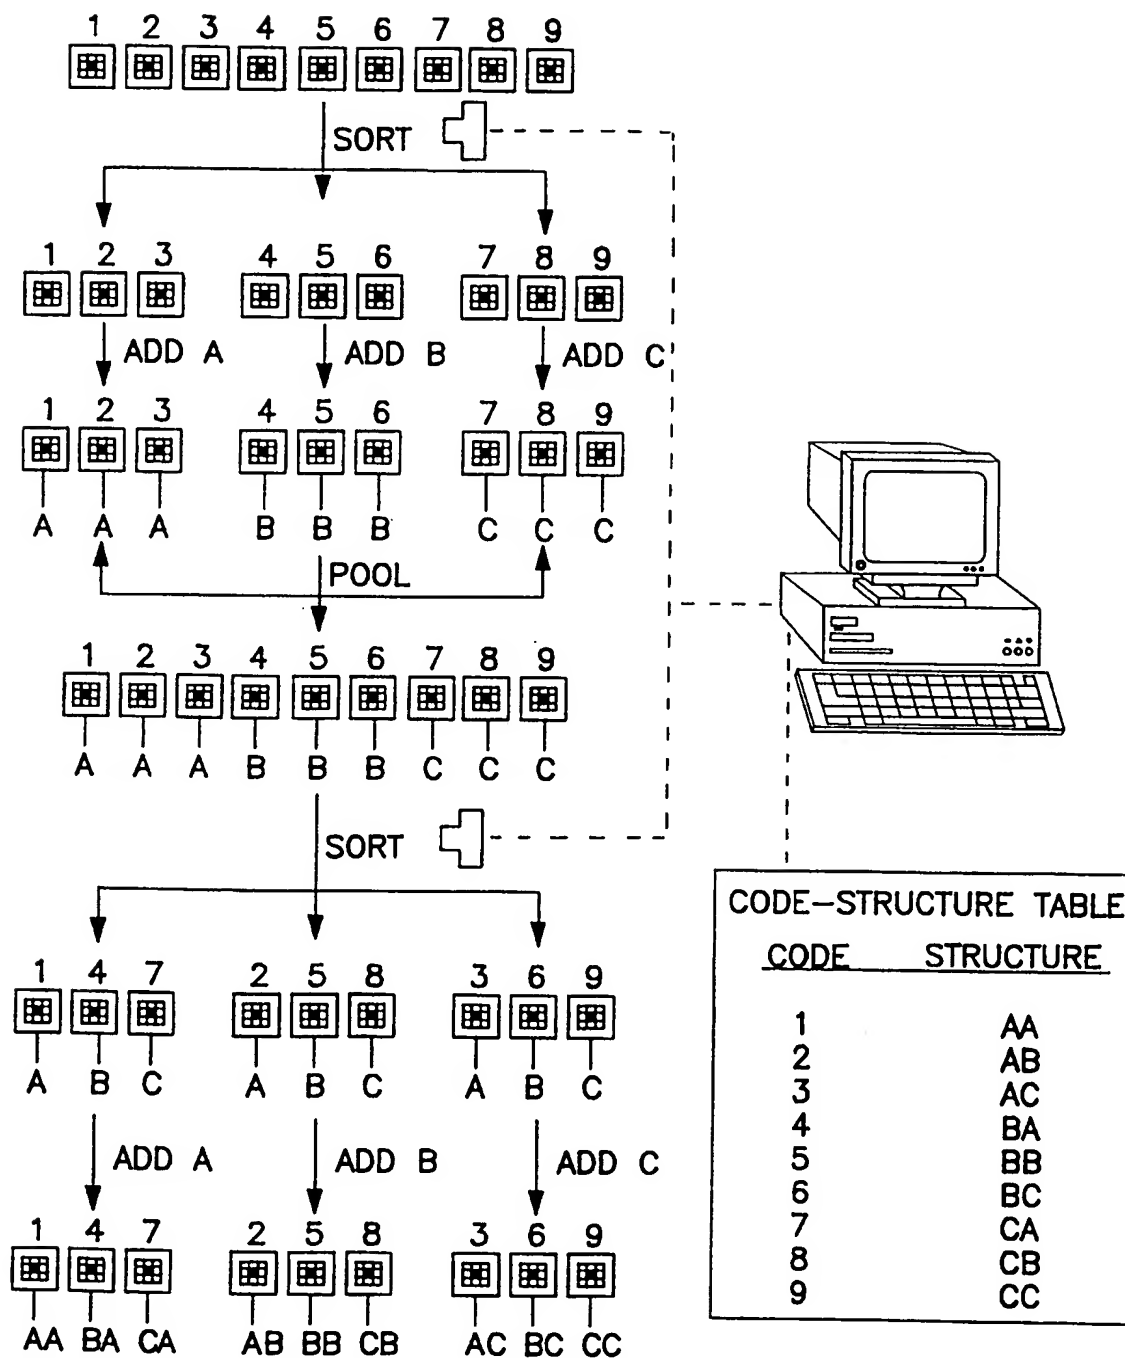 1 2 3 4 5 6 7 8 9
SORT
1 2 3 4 5 6 7 8 9
ADD A ADD B ADD C
1 2 3 4 5 6 7 8 9
A A A B B B C C C
POOL
1 2 3 4 5 6 7 8 9
A A A B B B C C C
SORT
1 4 7 2 5 8 3 6 9
A B C A B C A B C
ADD A ADD B ADD C
1 4 7 2 5 8 3 6 9
AA BA CA AB BB CB AC BC CC
CODE-STRUCTURE TABLE
CODE STRUCTURE
1 AA
2 AB
3 AC
4 BA
5 BB
6 BC
7 CA
8 CB
9 CC